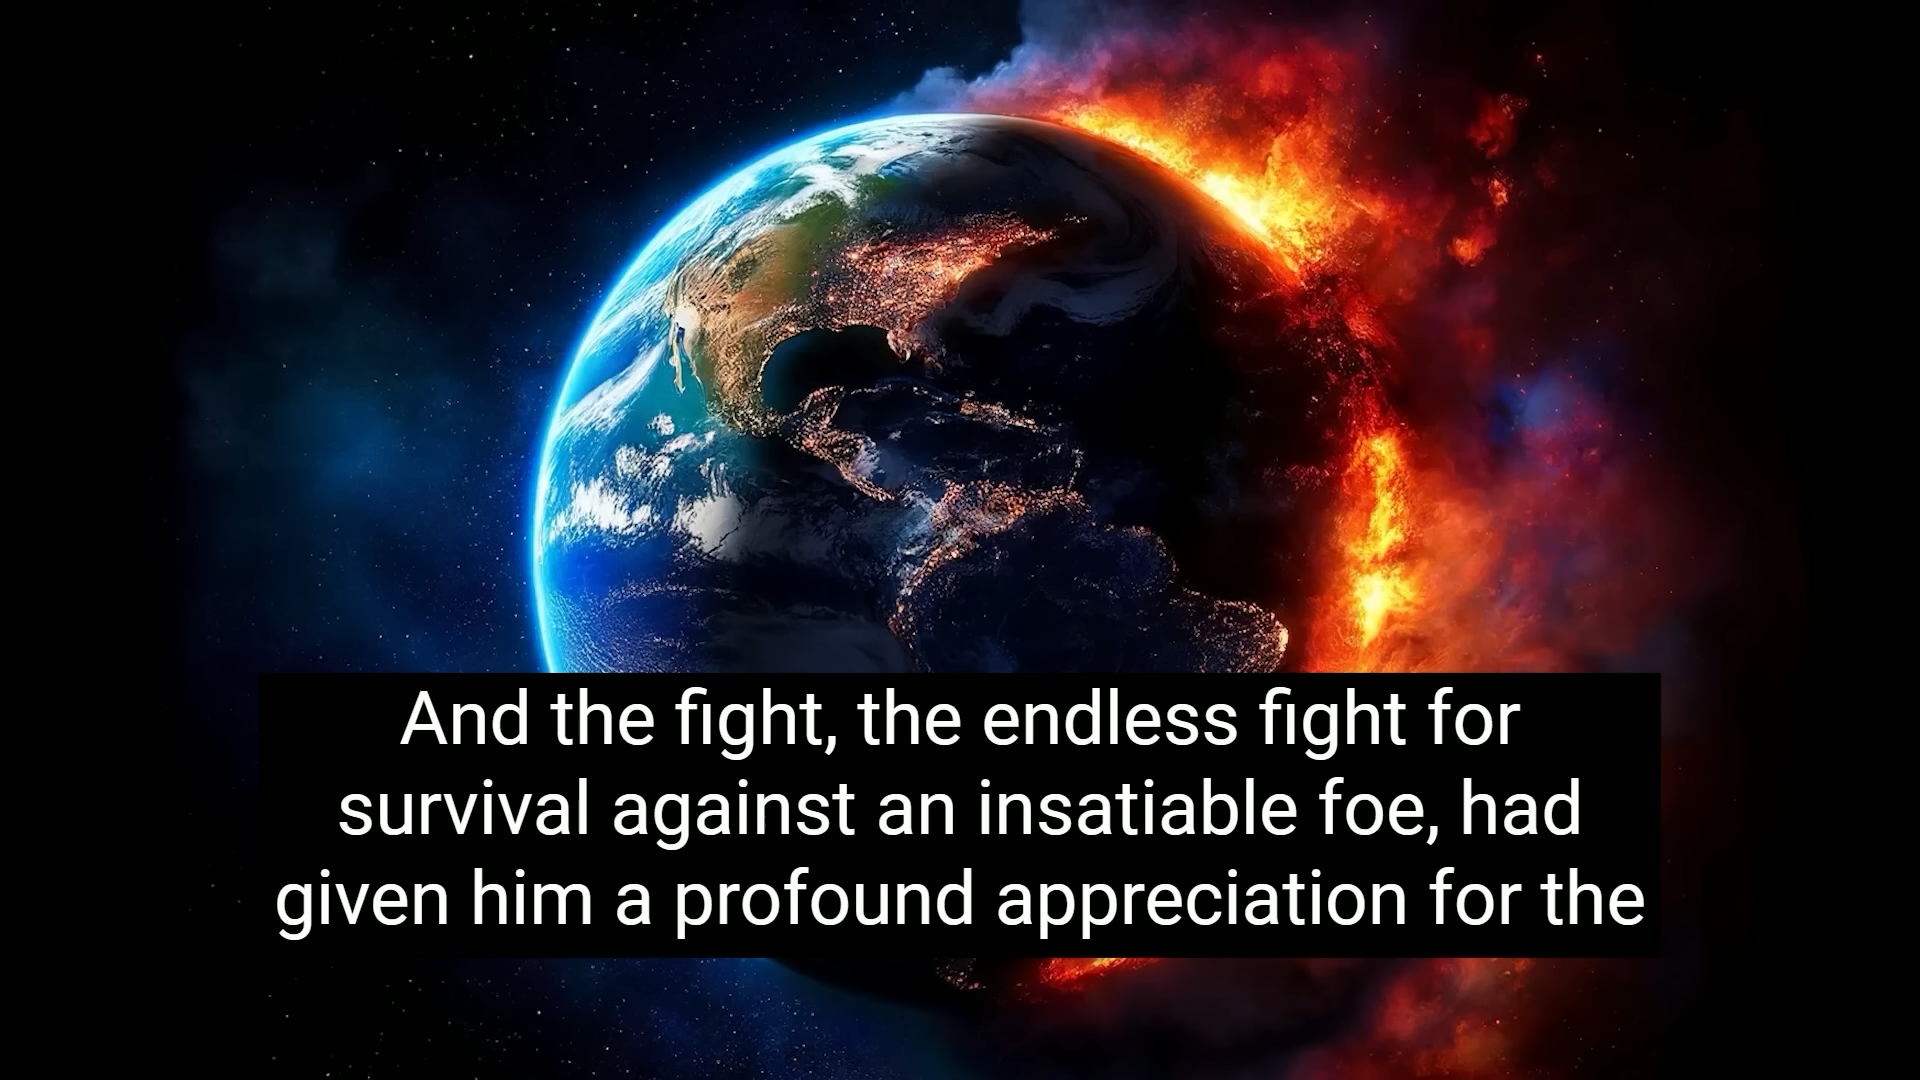 And the fight, the endless fight for
survival against an insatiable foe, had
given him a profound appreciation for the